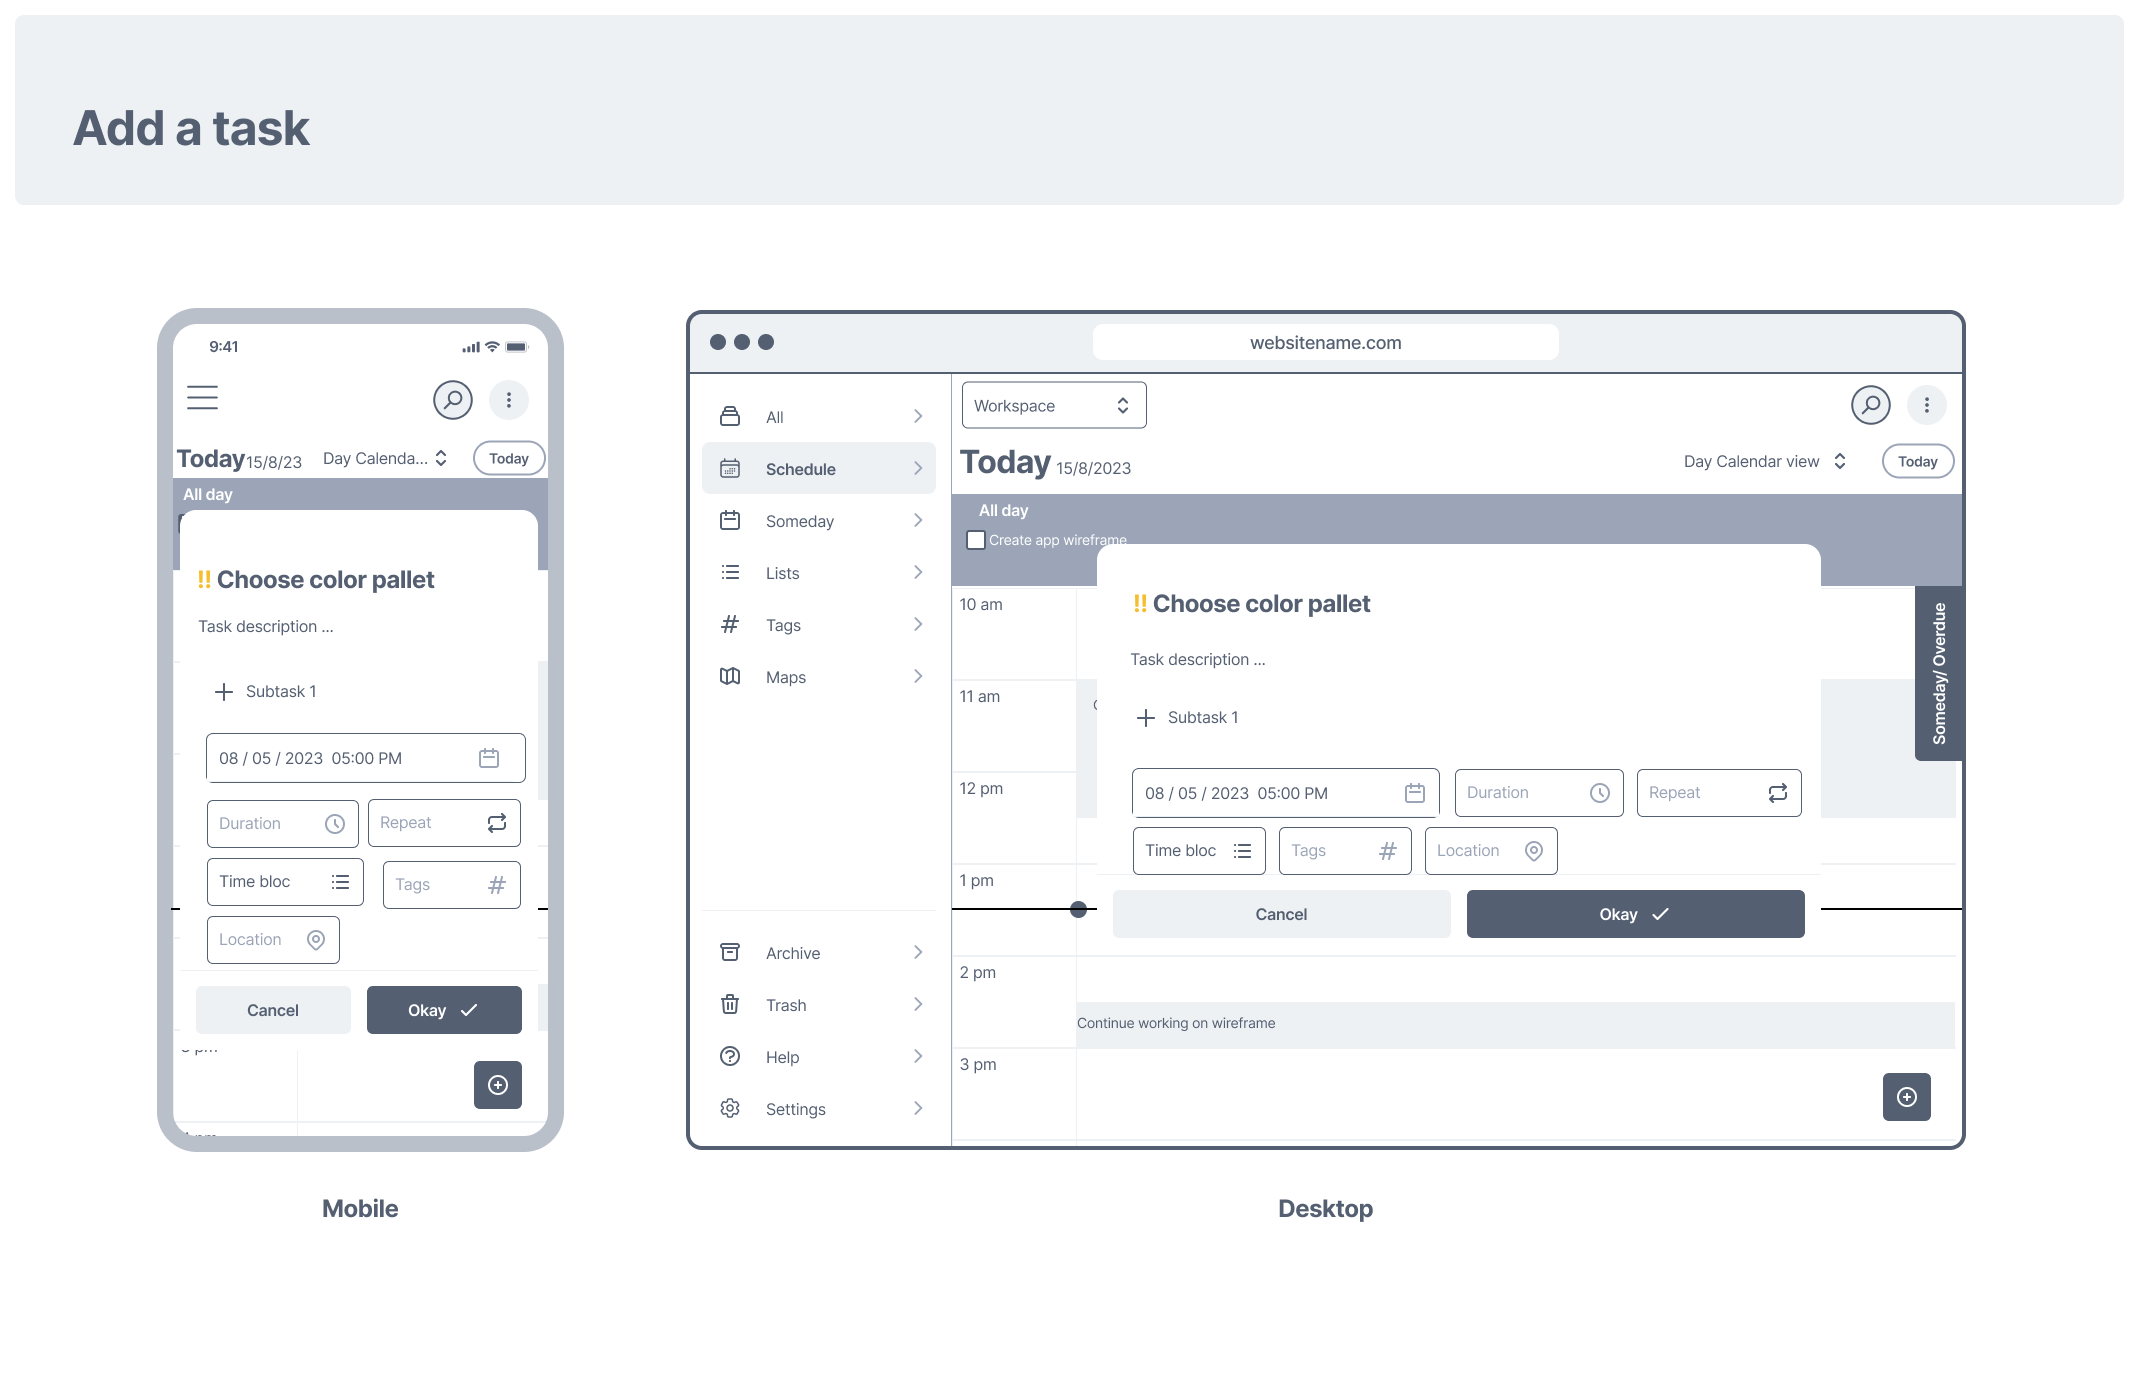 Add a task
9:41
Today 15/8/23 Day Calenda... Today
All day
!! Choose color pallet
Task description ...
Subtask 1
08 / 05 / 2023 05:00 PM
Duration Repeat
Time bloc Tags
Location
Cancel Okay
Mobile
websitename.com
All
Schedule
Someday
Lists
Tags
Maps
Archive
Trash
Help
Settings
Workspace
Today 15/8/2023 Day Calendar view Today
All day
Create app wireframe
10 am
11 am
12 pm
1 pm
2 pm
3 pm
Someday/ Overdue
!! Choose color pallet
Task description ...
Subtask 1
08 / 05 / 2023 05:00 PM Duration Repeat
Time bloc Tags Location
Cancel Okay
Continue working on wireframe
Desktop